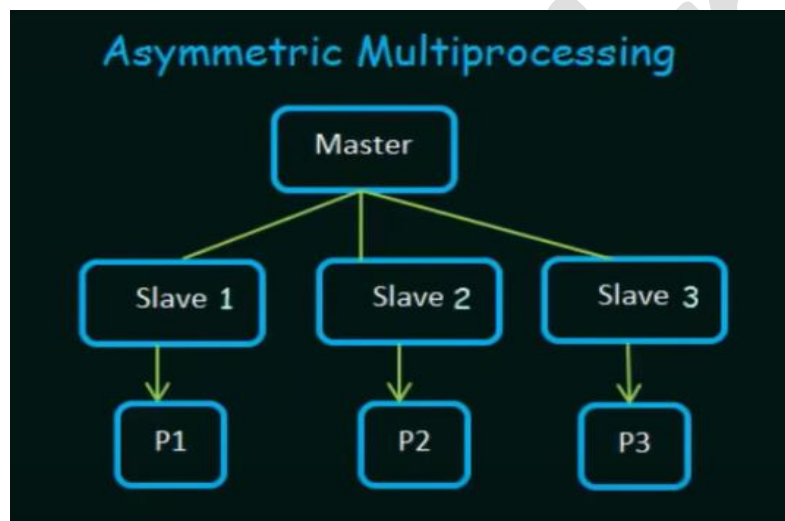 Asymmetric Multiprocessing
Master
Slave 1
Slave 2
Slave 3
P1
P2
P3